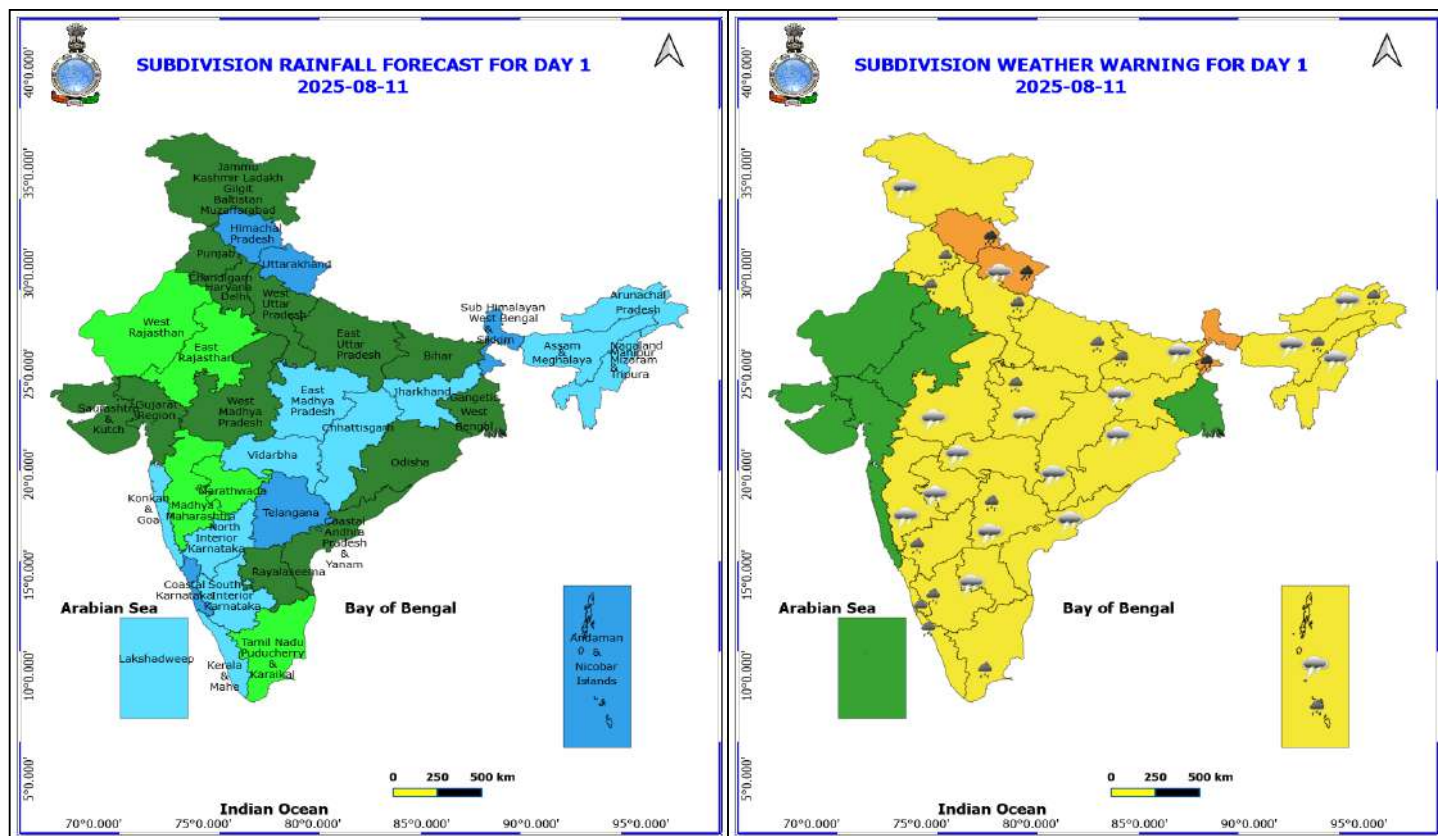 SUBDIVISION RAINFALL FORECAST FOR DAY 1
2025-08-11
40°0.000'
35°0.000'
30°0.000'
25°0.000'
20°0.000'
15°0.000'
10°0.000'
5°0.000'
Jammu
Kashmir Ladakh
Gilgit
Baltistan
Muzaffarabad
Himachal
Pradesh
Punjab
Uttarakhand
Chandigarh
Haryana
Delhi
West
Uttar
Pradesh
Arunachal
Pradesh
Sub Himalayan
West Bengal
&
Sikkim
West
Rajasthan
East
Rajasthan
East
Uttar
Pradesh
Bihar
Assam
&
Meghalaya
Nagaland
Manipur
Mizoram
&
Tripura
Saurashtra
&
Kutch
Gujarat
Region
West
Madhya
Pradesh
East
Madhya
Pradesh
Jharkhand
Gangetic
West
Bengal
Chhattisgarh
Vidarbha
Odisha
Konkan
&
Goa
Madhya
Maharashtra
Marathwada
Telangana
North
Interior
Karnataka
Coastal
Andhra
Pradesh
&
Yanam
Rayalaseema
Coastal
Karnataka
South
Interior
Karnataka
Arabian Sea
Bay of Bengal
Tamil Nadu
Puducherry
&
Karaikal
Lakshadweep
Kerala
&
Mahe
Andaman
&
Nicobar
Islands
0 250 500 km
Indian Ocean
70°0.000' 75°0.000' 80°0.000' 85°0.000' 90°0.000' 95°0.000'
SUBDIVISION WEATHER WARNING FOR DAY 1
2025-08-11
40°0.000'
35°0.000'
30°0.000'
25°0.000'
20°0.000'
15°0.000'
10°0.000'
5°0.000'
Arabian Sea
Bay of Bengal
0 250 500 km
Indian Ocean
70°0.000' 75°0.000' 80°0.000' 85°0.000' 90°0.000' 95°0.000'